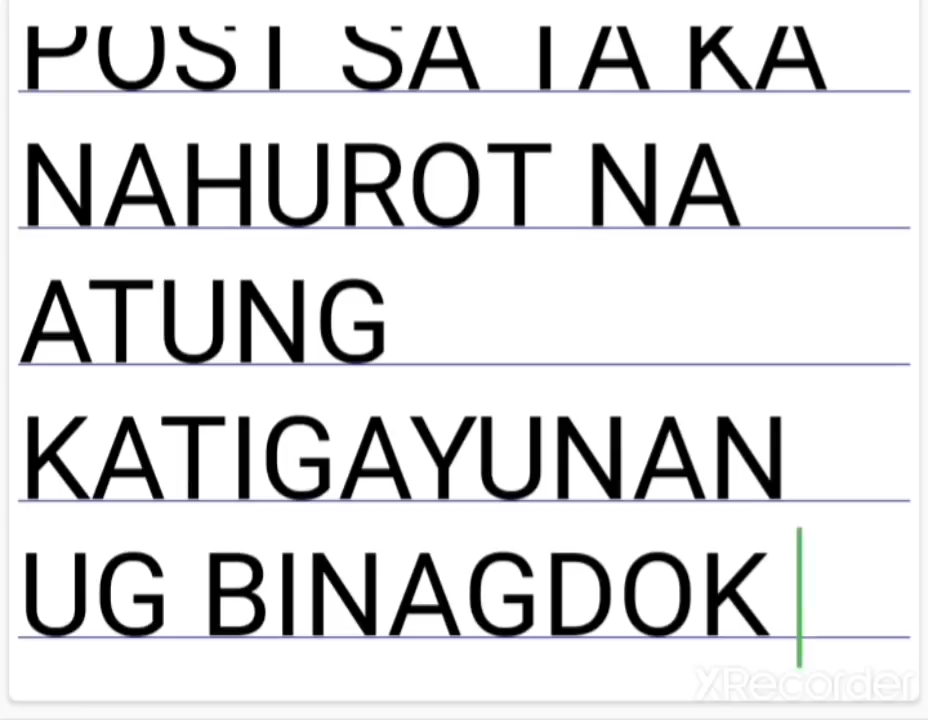 POST SA TA KA
NAHUROT NA
ATUNG
KATIGAYUNAN
UG BINAGDOK
XRecorder